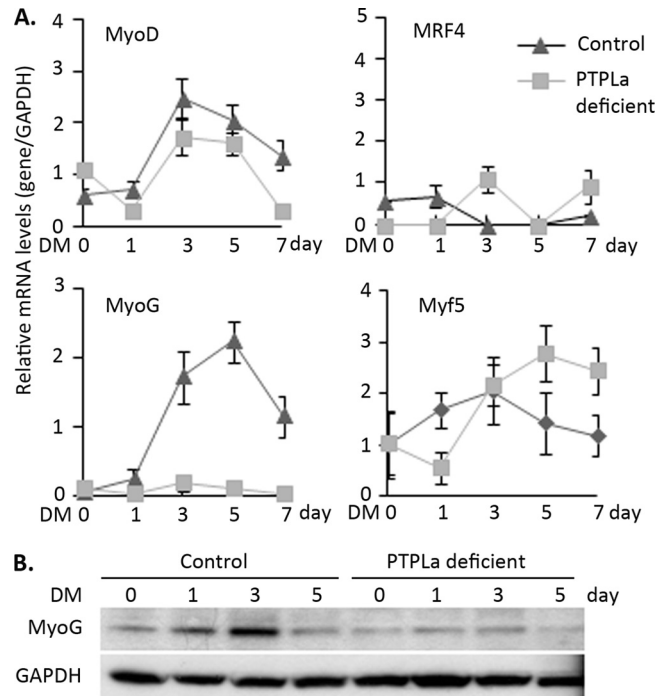 A.
Relative mRNA levels (gene/GAPDH)
MyoD
4
3
2
1
0
DM 0 1 3 5 7 day
MRF4
Control
PTPLa
deficient
5
4
3
2
1
0
DM 0 1 3 5 7 day
MyoG
3
2
1
0
DM 0 1 3 5 7 day
Myf5
4
3
2
1
0
DM 0 1 3 5 7 day
B.
Control PTPLa deficient
DM 0 1 3 5 0 1 3 5 day
MyoG
GAPDH